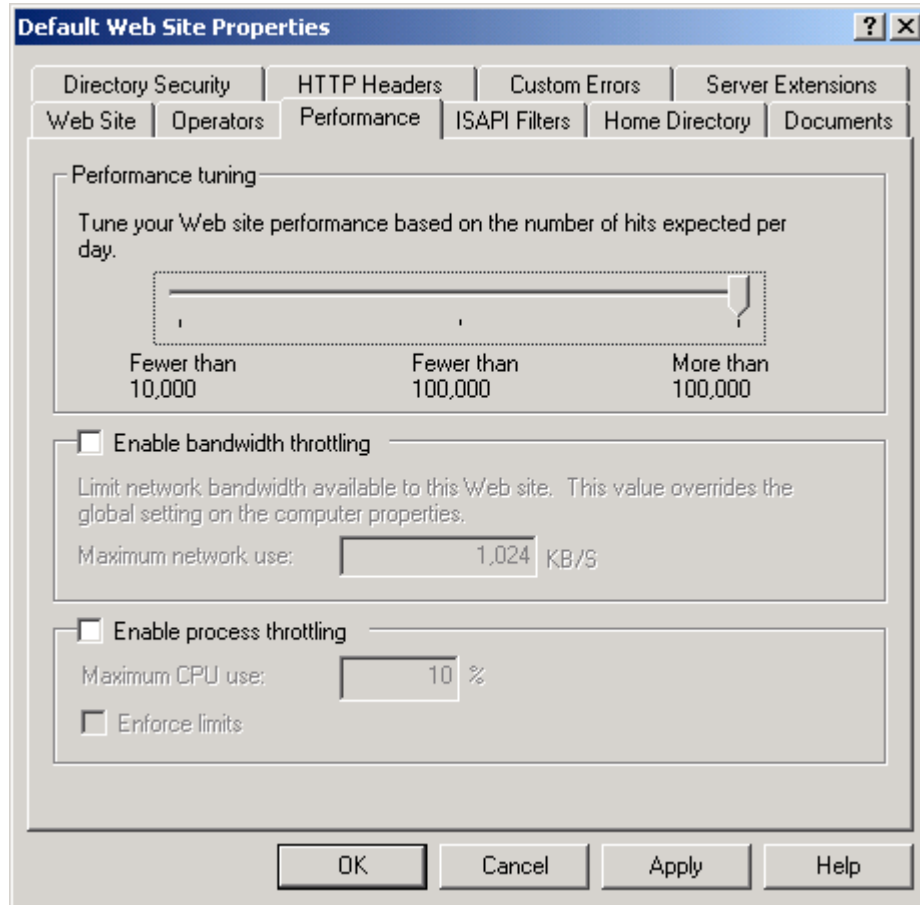 Default Web Site Properties
Directory Security HTTP Headers Custom Errors Server Extensions
Web Site Operators Performance ISAPI Filters Home Directory Documents
Performance tuning
Tune your Web site performance based on the number of hits expected per
day.
Fewer than Fewer than More than
10,000 100,000 100,000
Enable bandwidth throttling
Limit network bandwidth available to this Web site. This value overrides the
global setting on the computer properties.
Maximum network use: 1,024 KB/S
Enable process throttling
Maximum CPU use: 10 %
Enforce limits
OK Cancel Apply Help